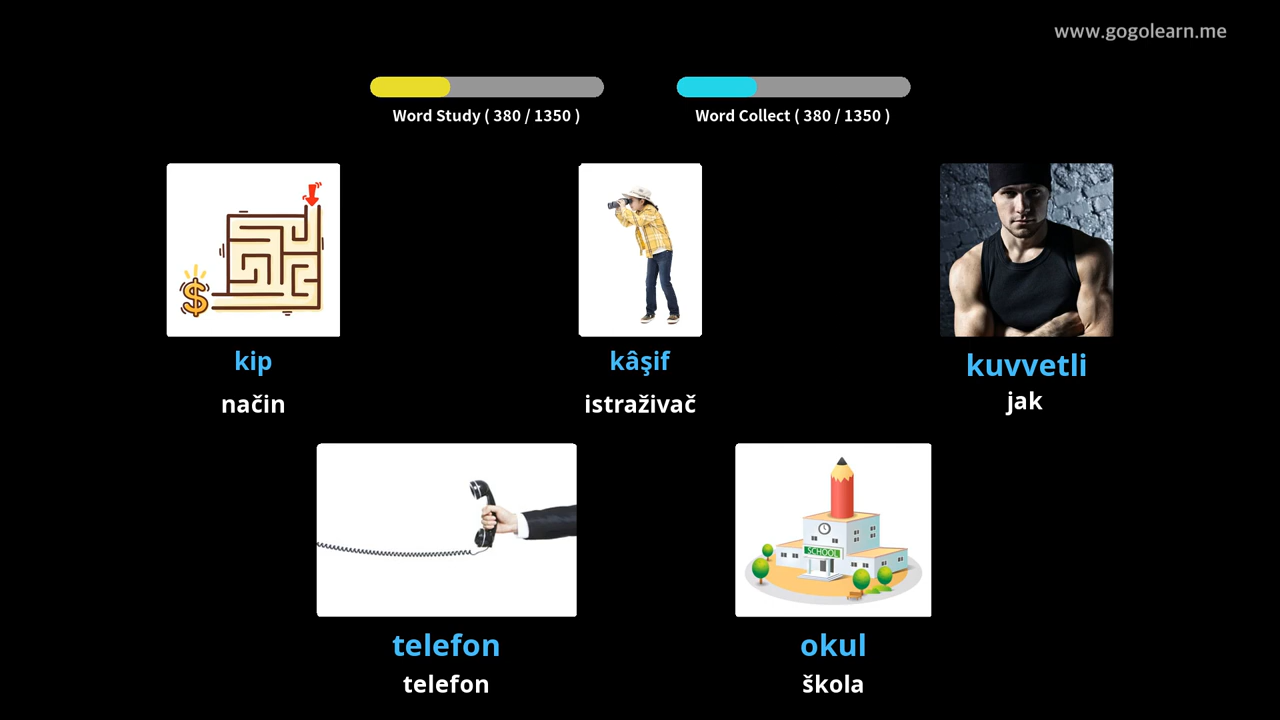 www.gogolearn.me
Word Study ( 380 / 1350 )
Word Collect ( 380 / 1350 )
kip
način
kâşif
istraživač
kuvvetli
jak
SCHOOL
telefon
telefon
okul
škola